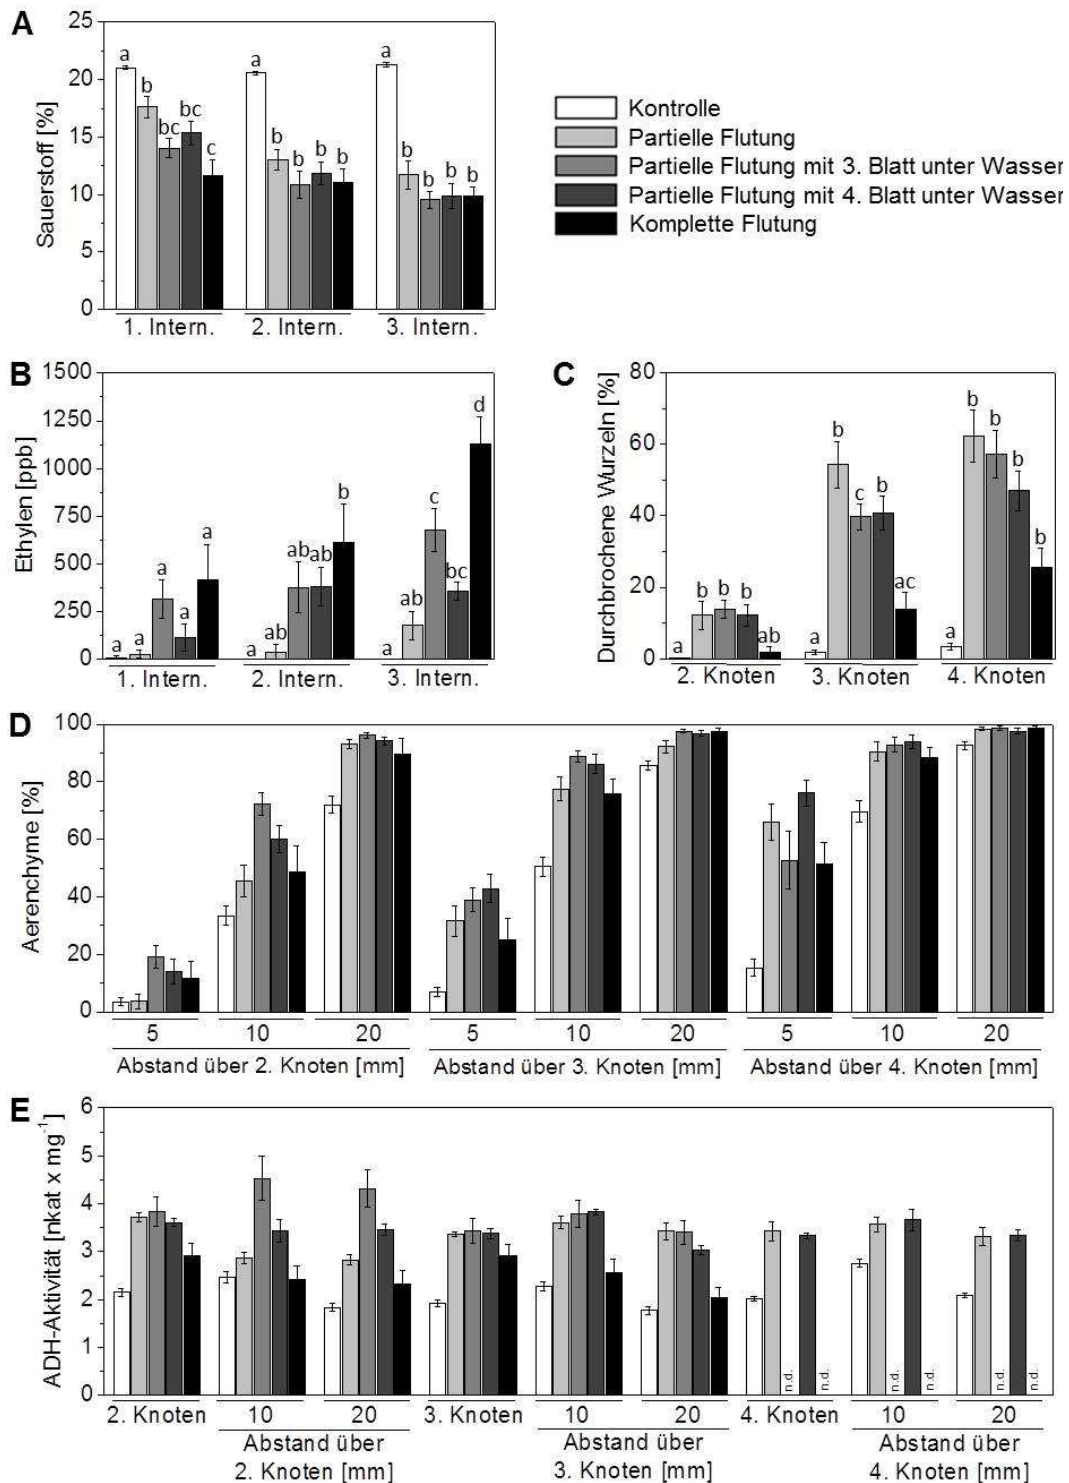 A
25
20
15
10
5
0
Sauerstoff [%]
a
b
bc
bc
c
a
b
b
b
b
a
b
b
b
b
1. Intern.
2. Intern.
3. Intern.
Kontrolle
Partielle Flutung
Partielle Flutung mit 3. Blatt unter Wasser
Partielle Flutung mit 4. Blatt unter Wasser
Komplette Flutung
B
1500
1250
1000
750
500
250
0
Ethylen [ppb]
a
a
a
a
a
a
ab
ab
ab
b
a
ab
c
bc
d
1. Intern.
2. Intern.
3. Intern.
C
80
60
40
20
0
Durchbrochene Wurzeln [%]
a
b
b
b
ab
a
b
c
b
ac
a
b
b
b
b
2. Knoten
3. Knoten
4. Knoten
D
100
80
60
40
20
0
Aerenchyme [%]
5 10 20 5 10 20 5 10 20
Abstand über 2. Knoten [mm] Abstand über 3. Knoten [mm] Abstand über 4. Knoten [mm]
E
6
5
4
3
2
1
0
ADH-Aktivität [nkat x mg⁻¹]
n.d. n.d. n.d. n.d. n.d. n.d.
2. Knoten 10 20 3. Knoten 10 20 4. Knoten 10 20
Abstand über Abstand über Abstand über
2. Knoten [mm] 3. Knoten [mm] 4. Knoten [mm]